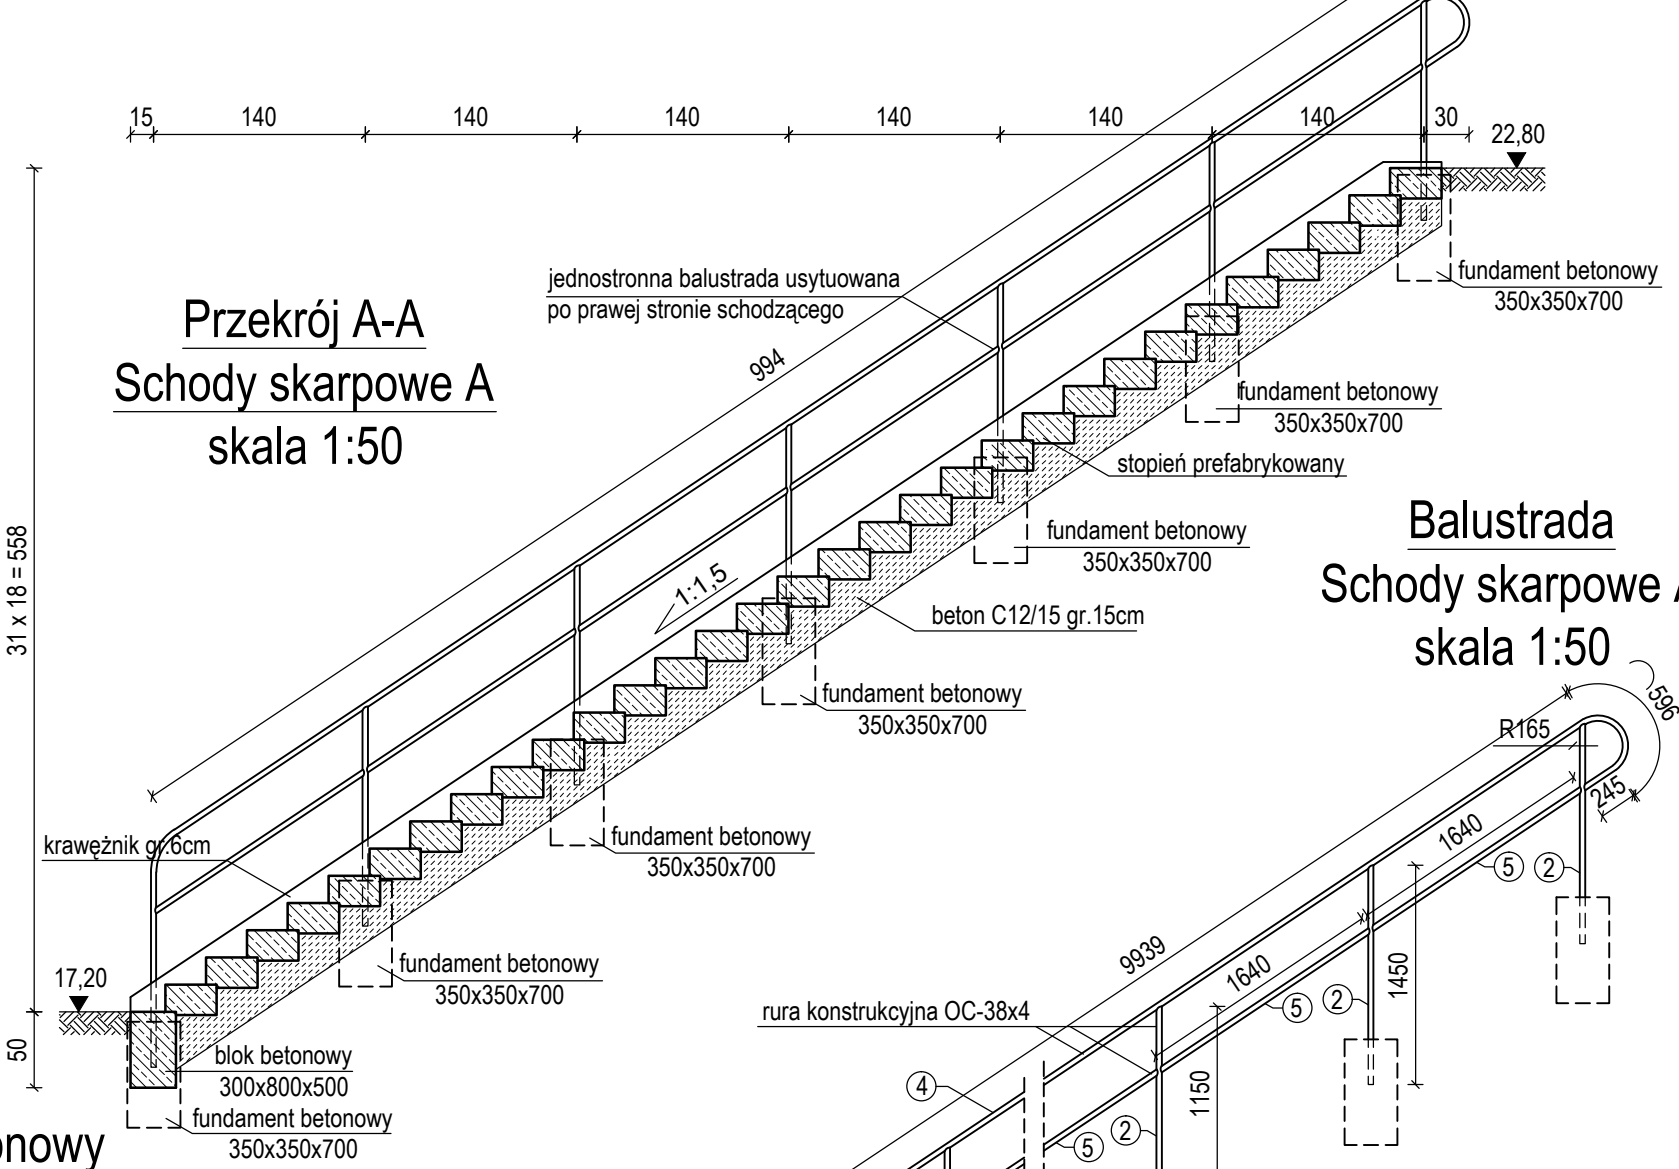 15 140 140 140 140 140 140 30
22,80
Przekrój A-A
Schody skarpowe A
skala 1:50
jednostronna balustrada usytuowana
po prawej stronie schodzącego
994
fundament betonowy
350x350x700
fundament betonowy
350x350x700
stopień prefabrykowany
fundament betonowy
350x350x700
31 x 18 = 558
1:1,5
beton C12/15 gr.15cm
fundament betonowy
350x350x700
krawężnik gr.6cm
fundament betonowy
350x350x700
fundament betonowy
350x350x700
17,20
50
blok betonowy
300x800x500
fundament betonowy
350x350x700
onowy
Balustrada
Schody skarpowe A
skala 1:50
596
R165
245
1640
5
2
9939
1640
1450
5
2
rura konstrukcyjna OC-38x4
4
1150
5
2